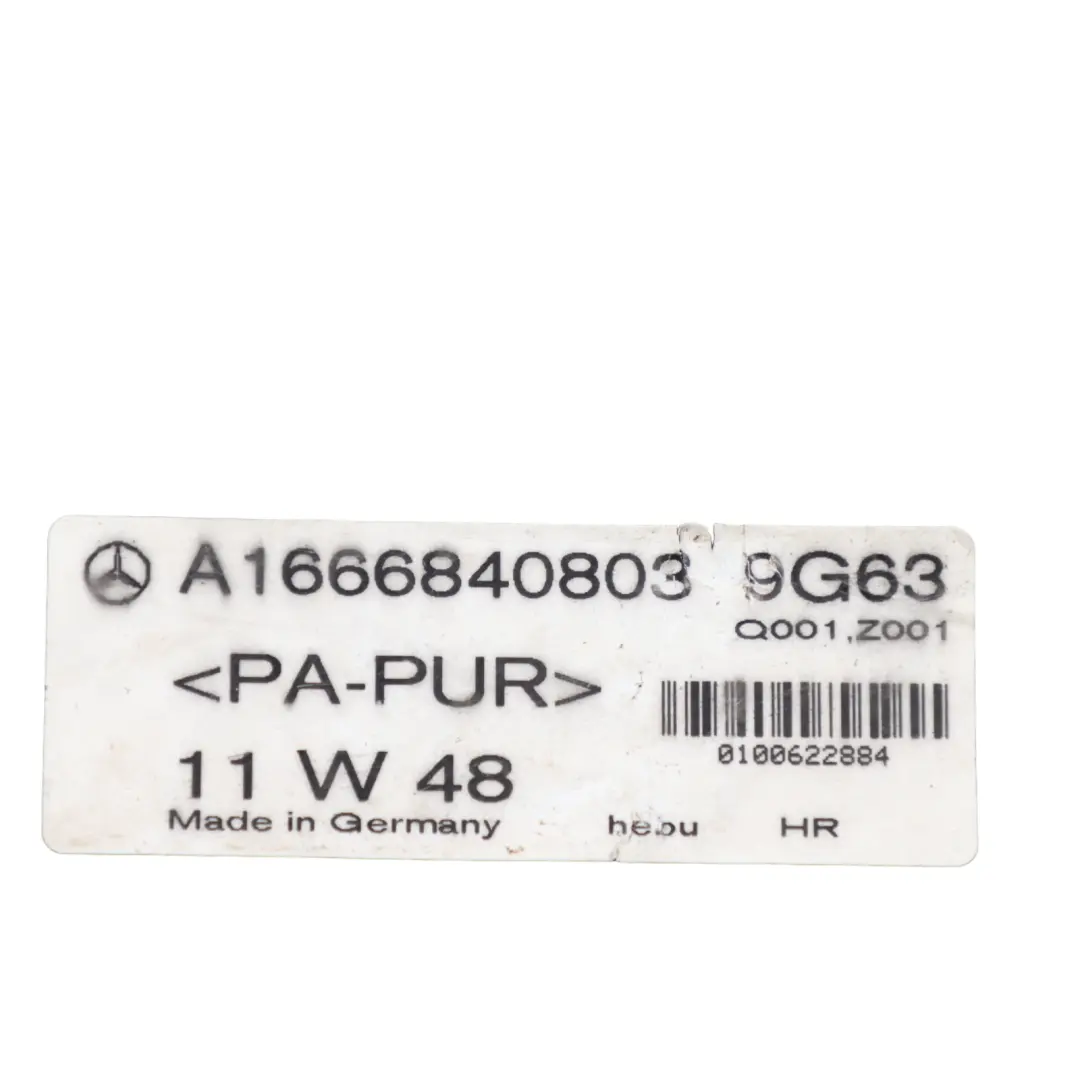 A1666840803 9G63
Q001,Z001
<PA-PUR>
0100622884
11 W 48
Made in Germany hebu HR